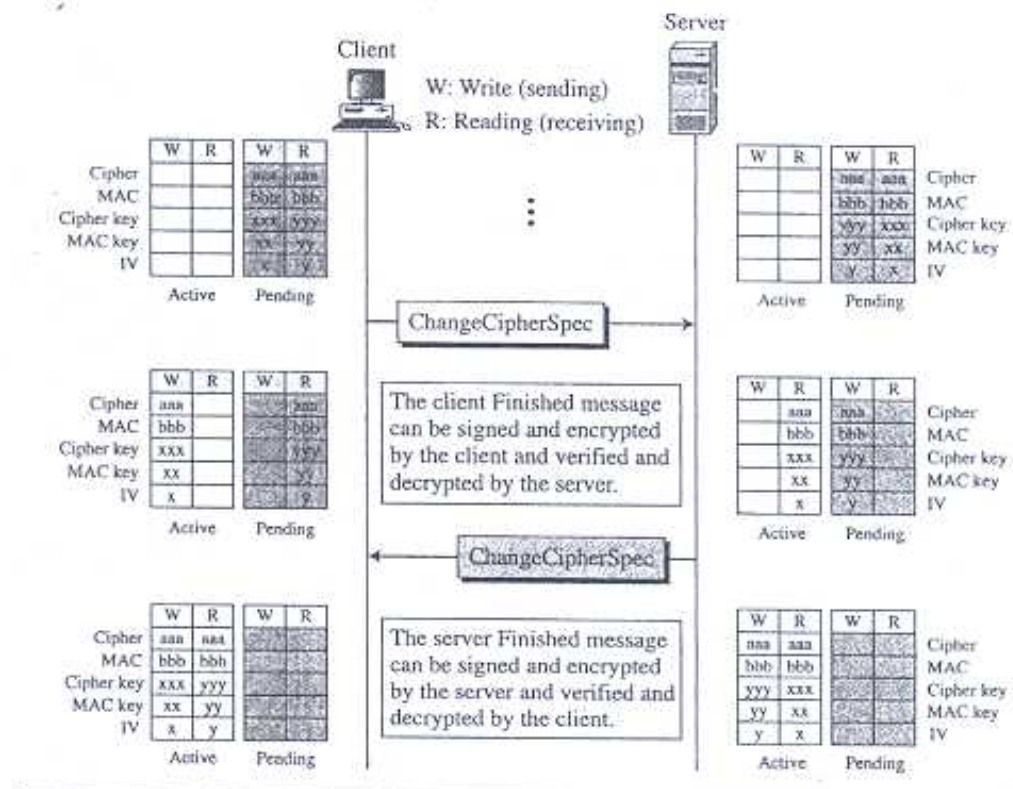 Server
Client
W: Write (sending)
R: Reading (receiving)
W R W R
Cipher aaa aaa
MAC bbb bbb
Cipher key xxx yyy
MAC key xx yy
IV x y
Active Pending
W R W R
aaa aaa Cipher
bbb bbb MAC
yyy xxx Cipher key
yy xx MAC key
y x IV
Active Pending
ChangeCipherSpec
W R W R
Cipher aaa aaa
MAC bbb bbb
Cipher key xxx yyy
MAC key xx yy
IV x y
Active Pending
The client Finished message
can be signed and encrypted
by the client and verified and
decrypted by the server.
W R W R
aaa aaa Cipher
bbb bbb MAC
xxx yyy Cipher key
xx yy MAC key
x y IV
Active Pending
ChangeCipherSpec
W R W R
Cipher aaa aaa
MAC bbb bbb
Cipher key xxx yyy
MAC key xx yy
IV x y
Active Pending
The server Finished message
can be signed and encrypted
by the server and verified and
decrypted by the client.
W R W R
aaa aaa Cipher
bbb bbb MAC
yyy xxx Cipher key
yy xx MAC key
y x IV
Active Pending